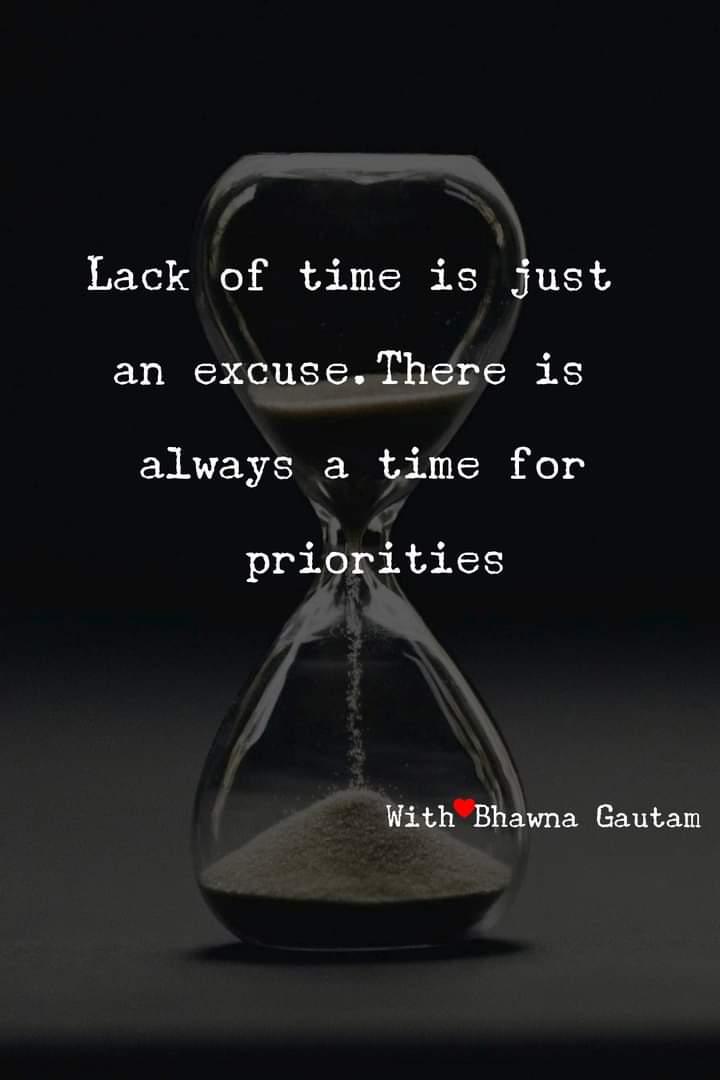 Lack of time is just
an excuse.There is
always a time for
priorities
With❤Bhawna Gautam